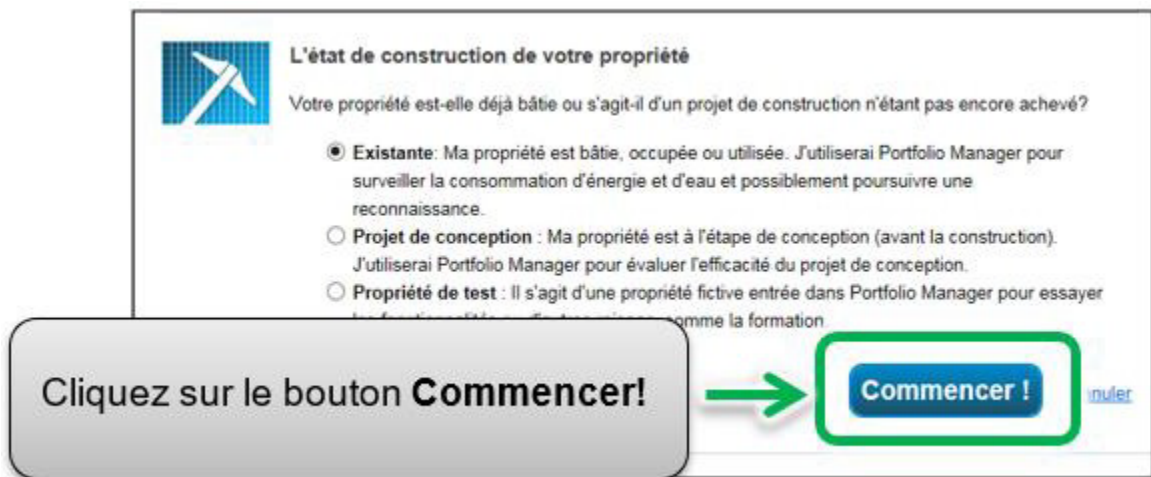 L'état de construction de votre propriété
Votre propriété est-elle déjà bâtie ou s'agit-il d'un projet de construction n'étant pas encore achevé?
Existante: Ma propriété est bâtie, occupée ou utilisée. J'utiliserai Portfolio Manager pour
surveiller la consommation d'énergie et d'eau et possiblement poursuivre une
reconnaissance.
Projet de conception : Ma propriété est à l'étape de conception (avant la construction).
J'utiliserai Portfolio Manager pour évaluer l'efficacité du projet de conception.
Propriété de test : Il s'agit d'une propriété fictive entrée dans Portfolio Manager pour essayer
comme la formation
Cliquez sur le bouton Commencer!
Commencer !
nuler